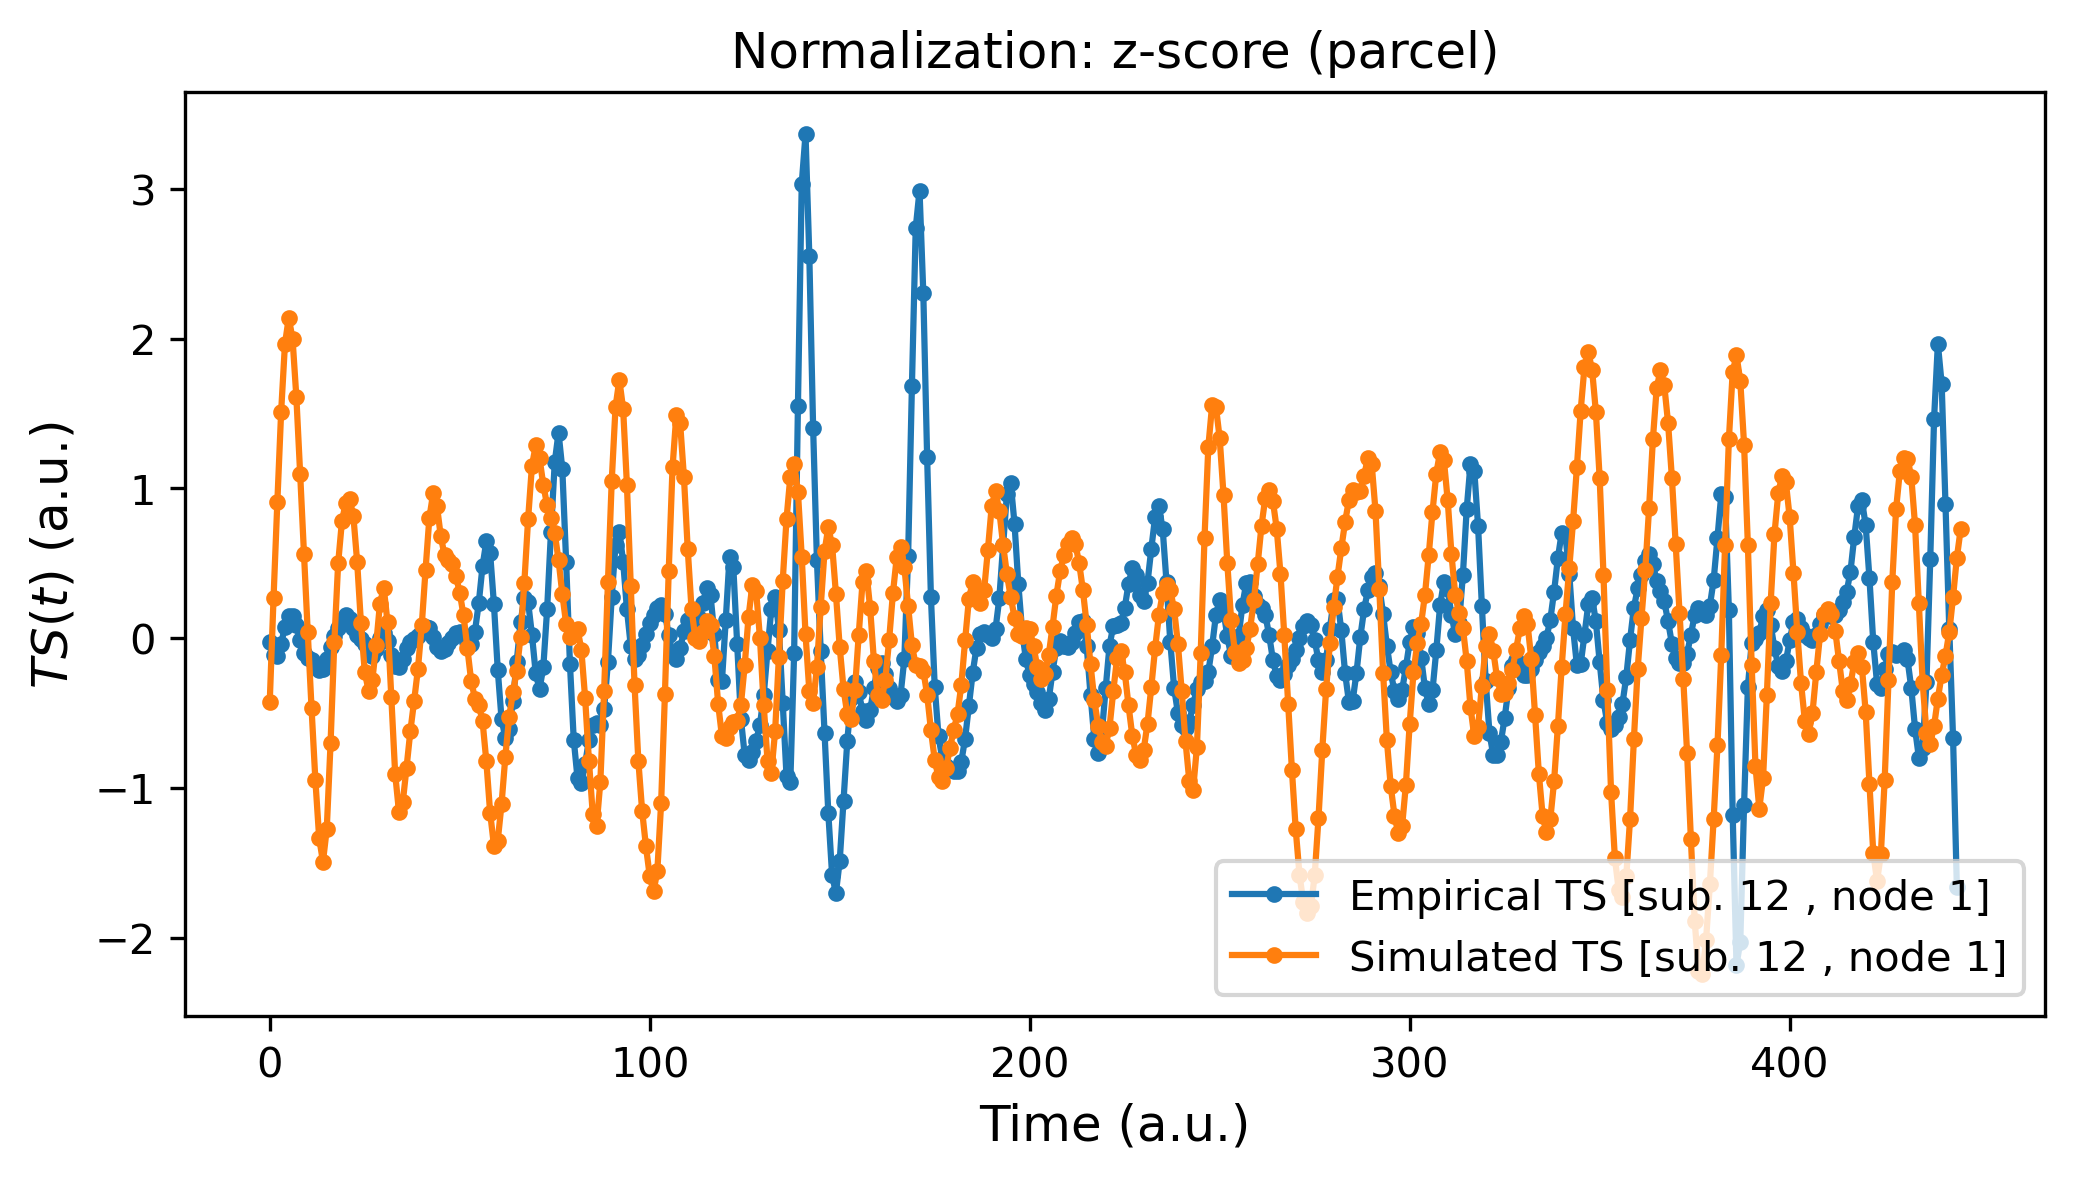 Normalization: z-score (parcel)
TS(t) (a.u.)
3
2
1
0
−1
−2
0 100 200 300 400
Time (a.u.)
Empirical TS [sub. 12 , node 1]
Simulated TS [sub. 12 , node 1]